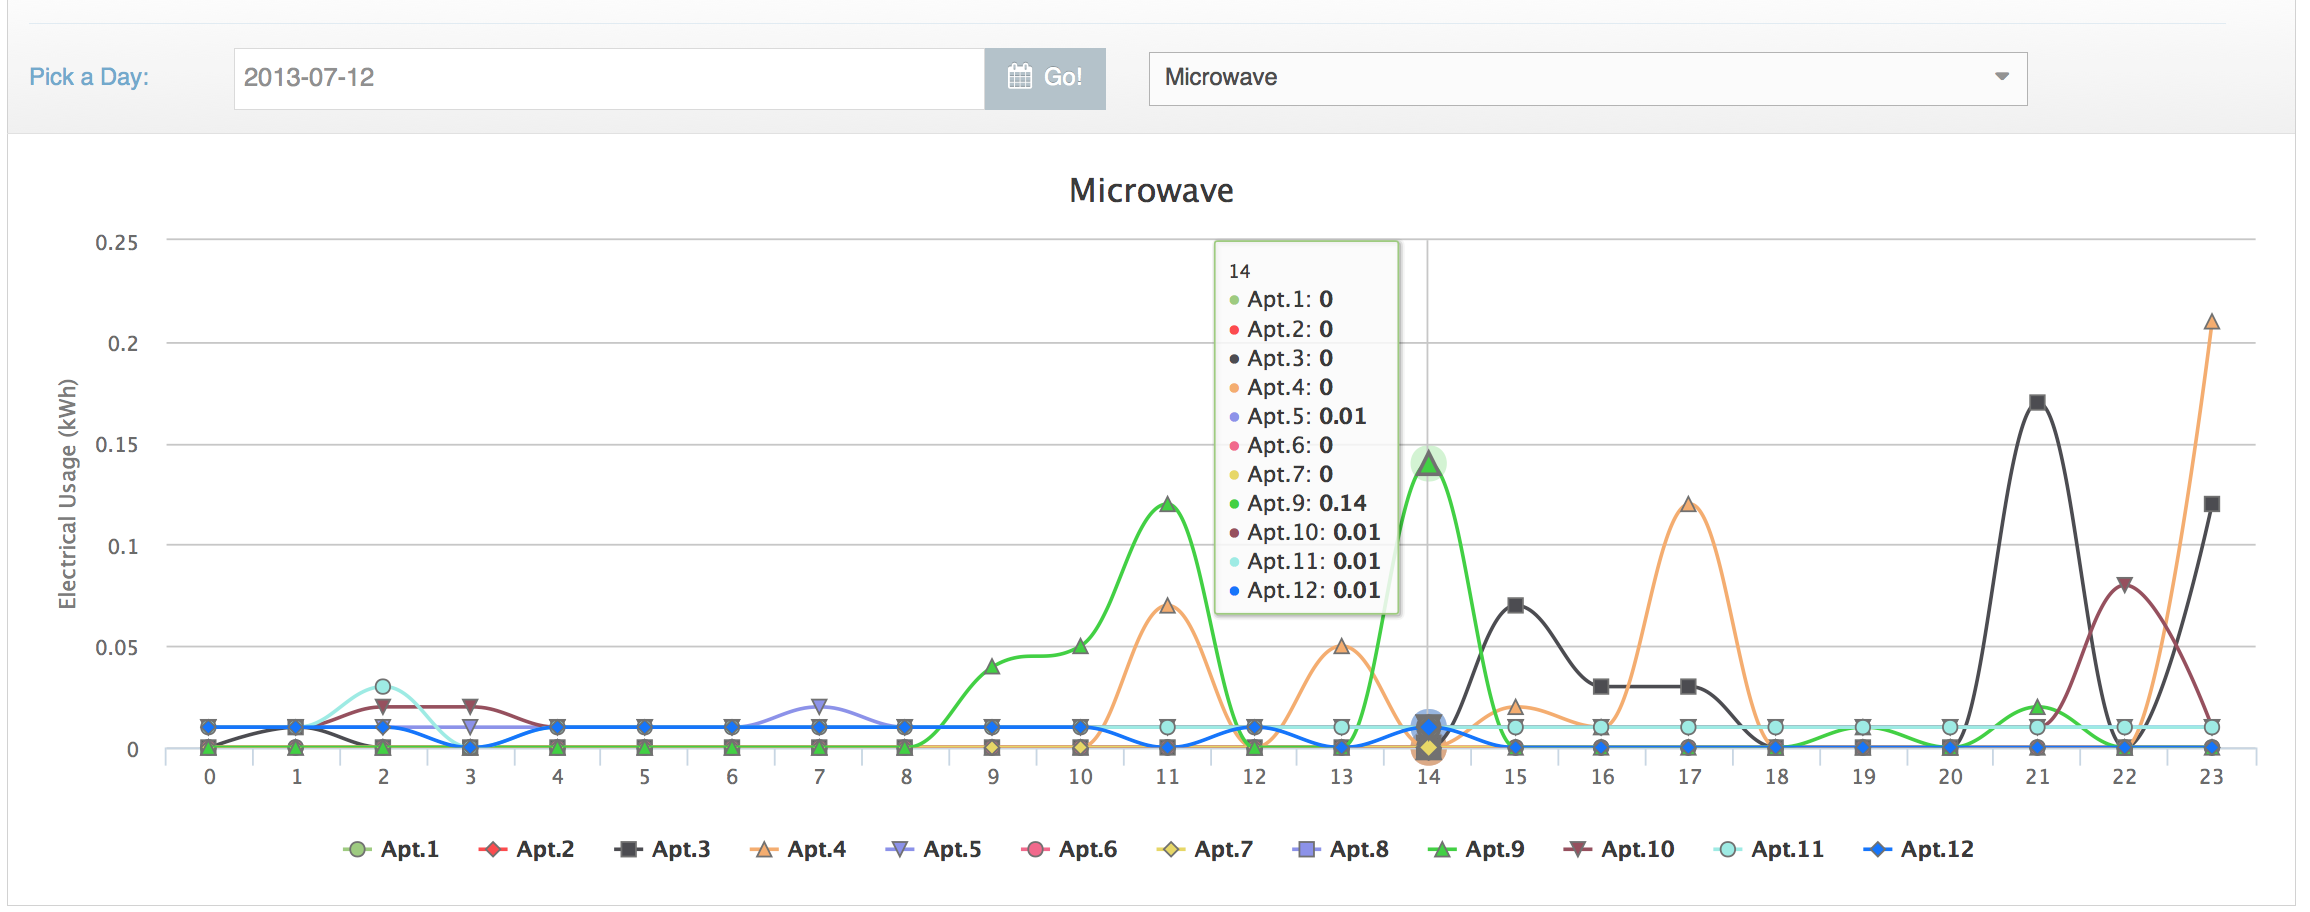 Pick a Day:
2013-07-12
Go!
Microwave
Microwave
Electrical Usage (kWh)
0.25
0.2
0.15
0.1
0.05
0
14
Apt.1: 0
Apt.2: 0
Apt.3: 0
Apt.4: 0
Apt.5: 0.01
Apt.6: 0
Apt.7: 0
Apt.9: 0.14
Apt.10: 0.01
Apt.11: 0.01
Apt.12: 0.01
0 1 2 3 4 5 6 7 8 9 10 11 12 13 14 15 16 17 18 19 20 21 22 23
Apt.1 Apt.2 Apt.3 Apt.4 Apt.5 Apt.6 Apt.7 Apt.8 Apt.9 Apt.10 Apt.11 Apt.12